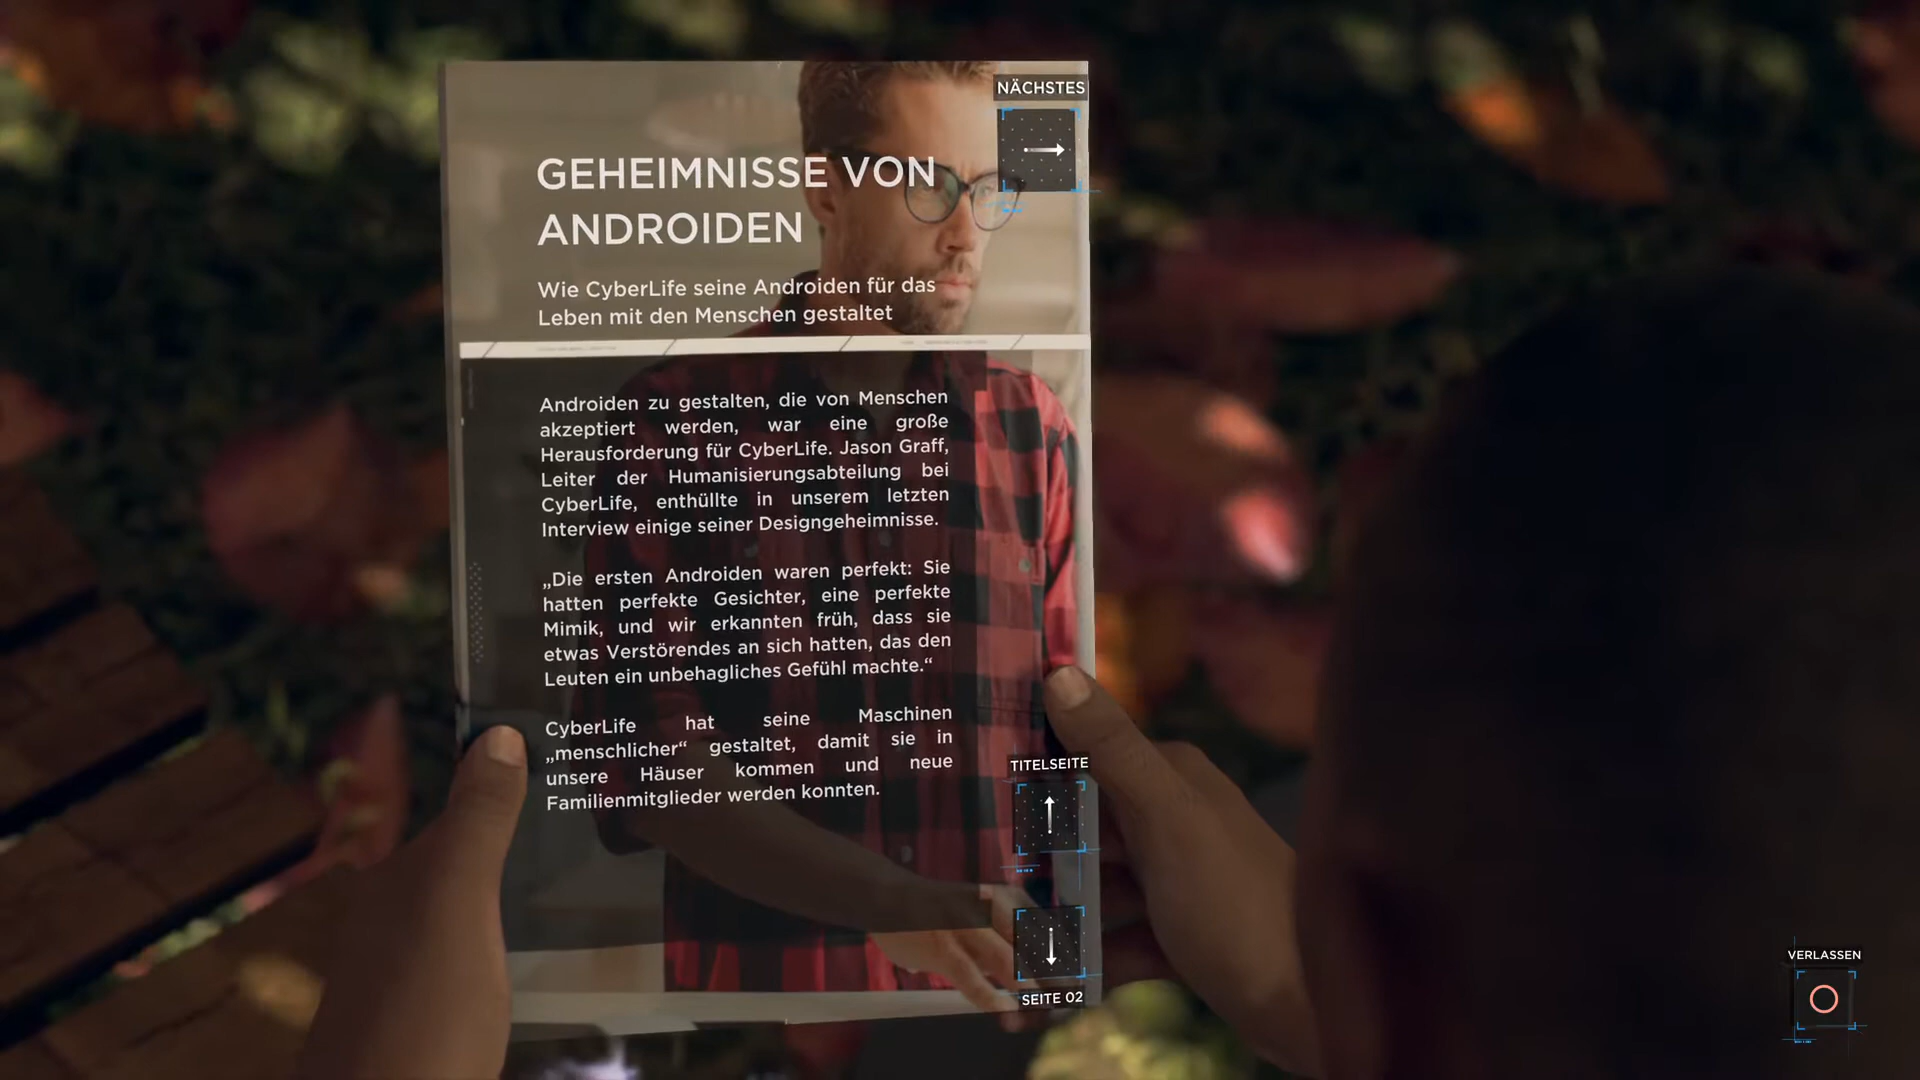 NÄCHSTES
GEHEIMNISSE VON
ANDROIDEN
Wie CyberLife seine Androiden für das
Leben mit den Menschen gestaltet
Androiden zu gestalten, die von Menschen
akzeptiert werden, war eine große
Herausforderung für CyberLife. Jason Graff,
Leiter der Humanisierungsabteilung bei
CyberLife, enthüllte in unserem letzten
Interview einige seiner Designgeheimnisse.
„Die ersten Androiden waren perfekt: Sie
hatten perfekte Gesichter, eine perfekte
Mimik, und wir erkannten früh, dass sie
etwas Verstörendes an sich hatten, das den
Leuten ein unbehagliches Gefühl machte.“
CyberLife hat seine Maschinen
„menschlicher“ gestaltet, damit sie in
unsere Häuser kommen und neue
Familienmitglieder werden konnten.
TITELSEITE
SEITE 02
VERLASSEN